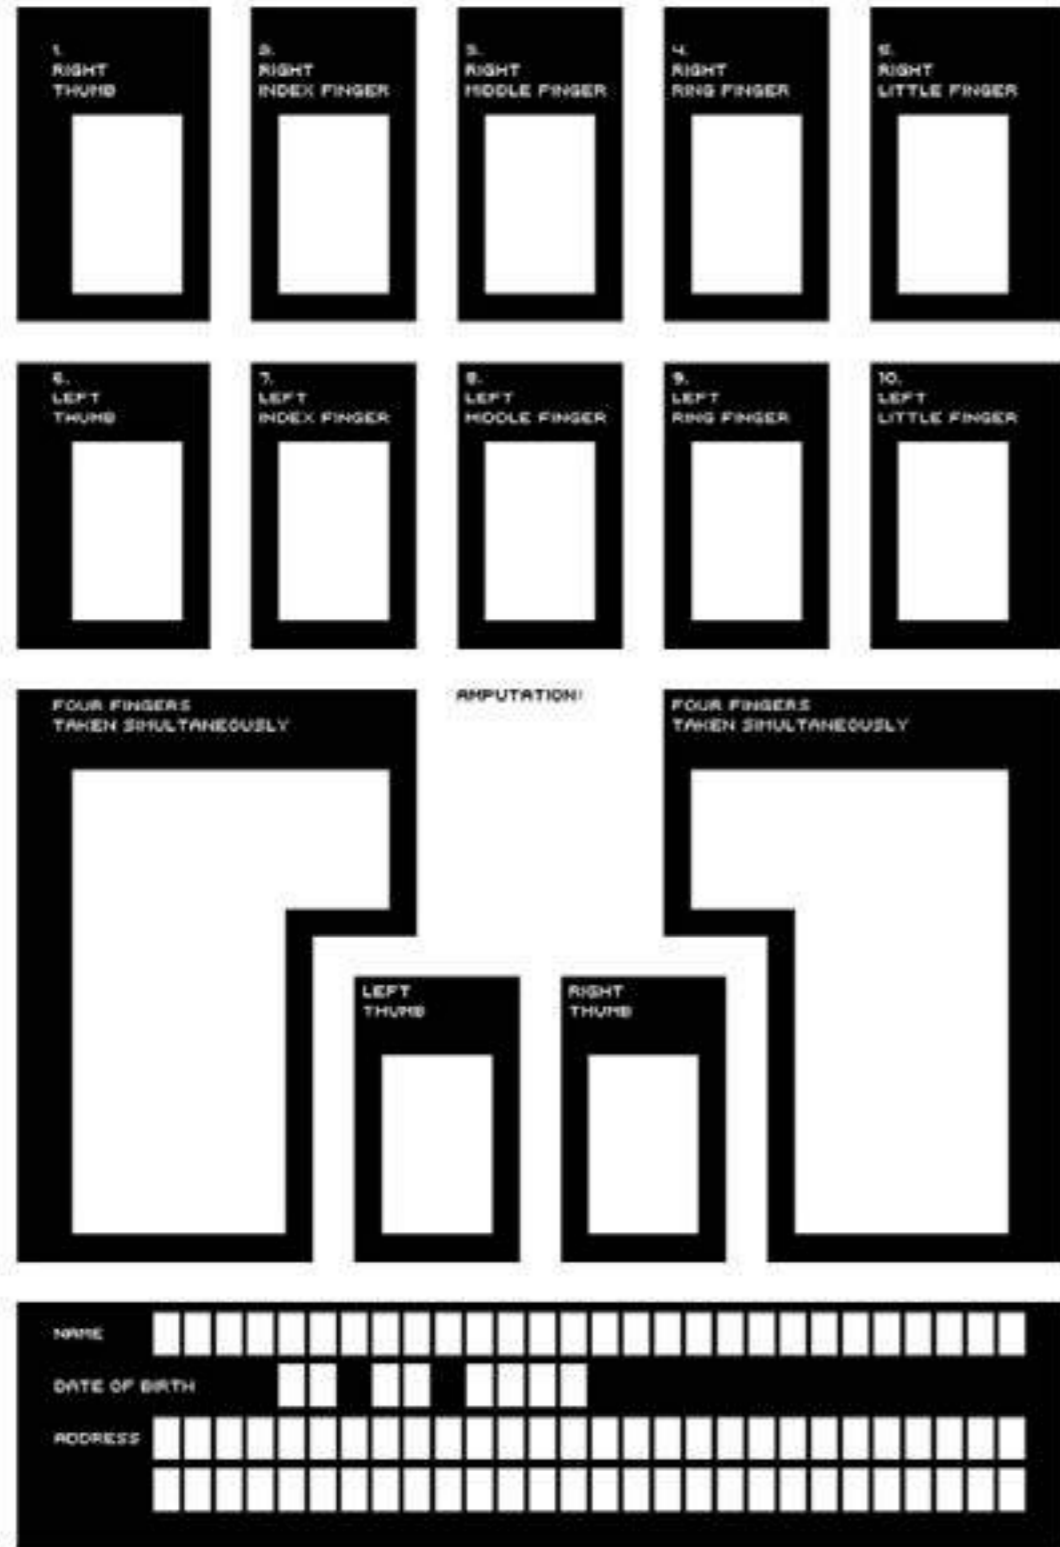 1.
RIGHT
THUMB
2.
RIGHT
INDEX FINGER
3.
RIGHT
MIDDLE FINGER
4.
RIGHT
RING FINGER
5.
RIGHT
LITTLE FINGER
6.
LEFT
THUMB
7.
LEFT
INDEX FINGER
8.
LEFT
MIDDLE FINGER
9.
LEFT
RING FINGER
10.
LEFT
LITTLE FINGER
FOUR FINGERS
TAKEN SIMULTANEOUSLY
AMPUTATION:
FOUR FINGERS
TAKEN SIMULTANEOUSLY
LEFT
THUMB
RIGHT
THUMB
NAME
DATE OF BIRTH
ADDRESS